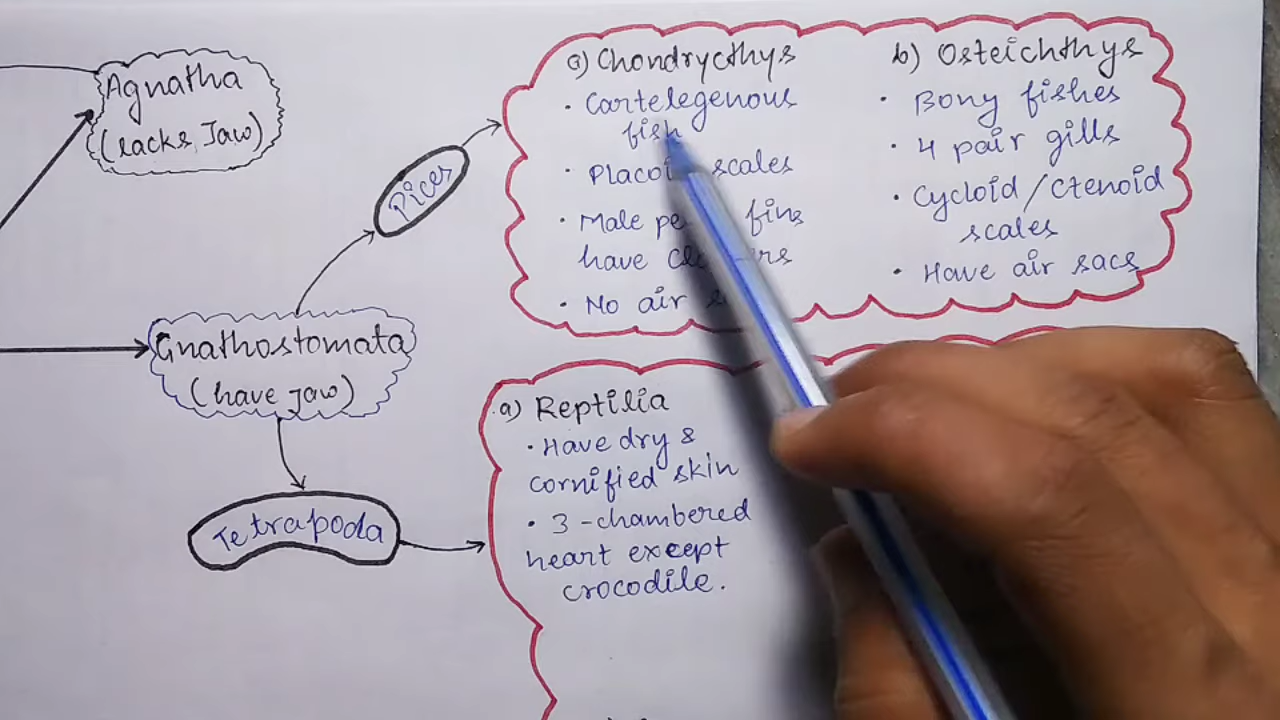 Agnatha
(lacks Jaw)
Pices
Gnathostomata
(have jaw)
Tetrapoda
a) Chondrycthys
. Cartelegenous
fish
. Placoi scales
. Male pe fins
have
. No air
b) Osteichthys
. Bony fishes
. 4 pair gills
. Cycloid/Ctenoid
scales
. Have air sacs
a) Reptilia
. Have dry &
cornified skin
. 3-chambered
heart except
crocodile.